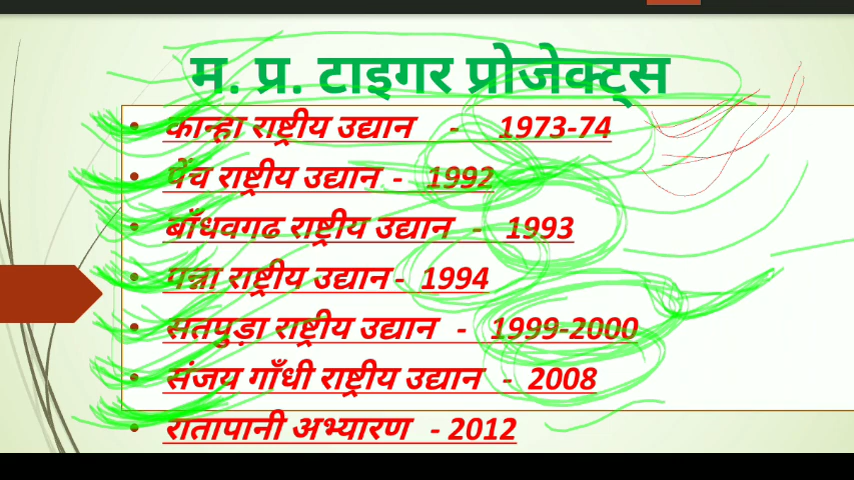 म. प्र. टाइगर प्रोजेक्ट्स
• कान्हा राष्ट्रीय उद्यान - 1973-74
• पेंच राष्ट्रीय उद्यान - 1992
• बाँधवगढ राष्ट्रीय उद्यान - 1993
• पन्ना राष्ट्रीय उद्यान - 1994
• सतपुड़ा राष्ट्रीय उद्यान - 1999-2000
• संजय गाँधी राष्ट्रीय उद्यान - 2008
• रातापानी अभ्यारण - 2012